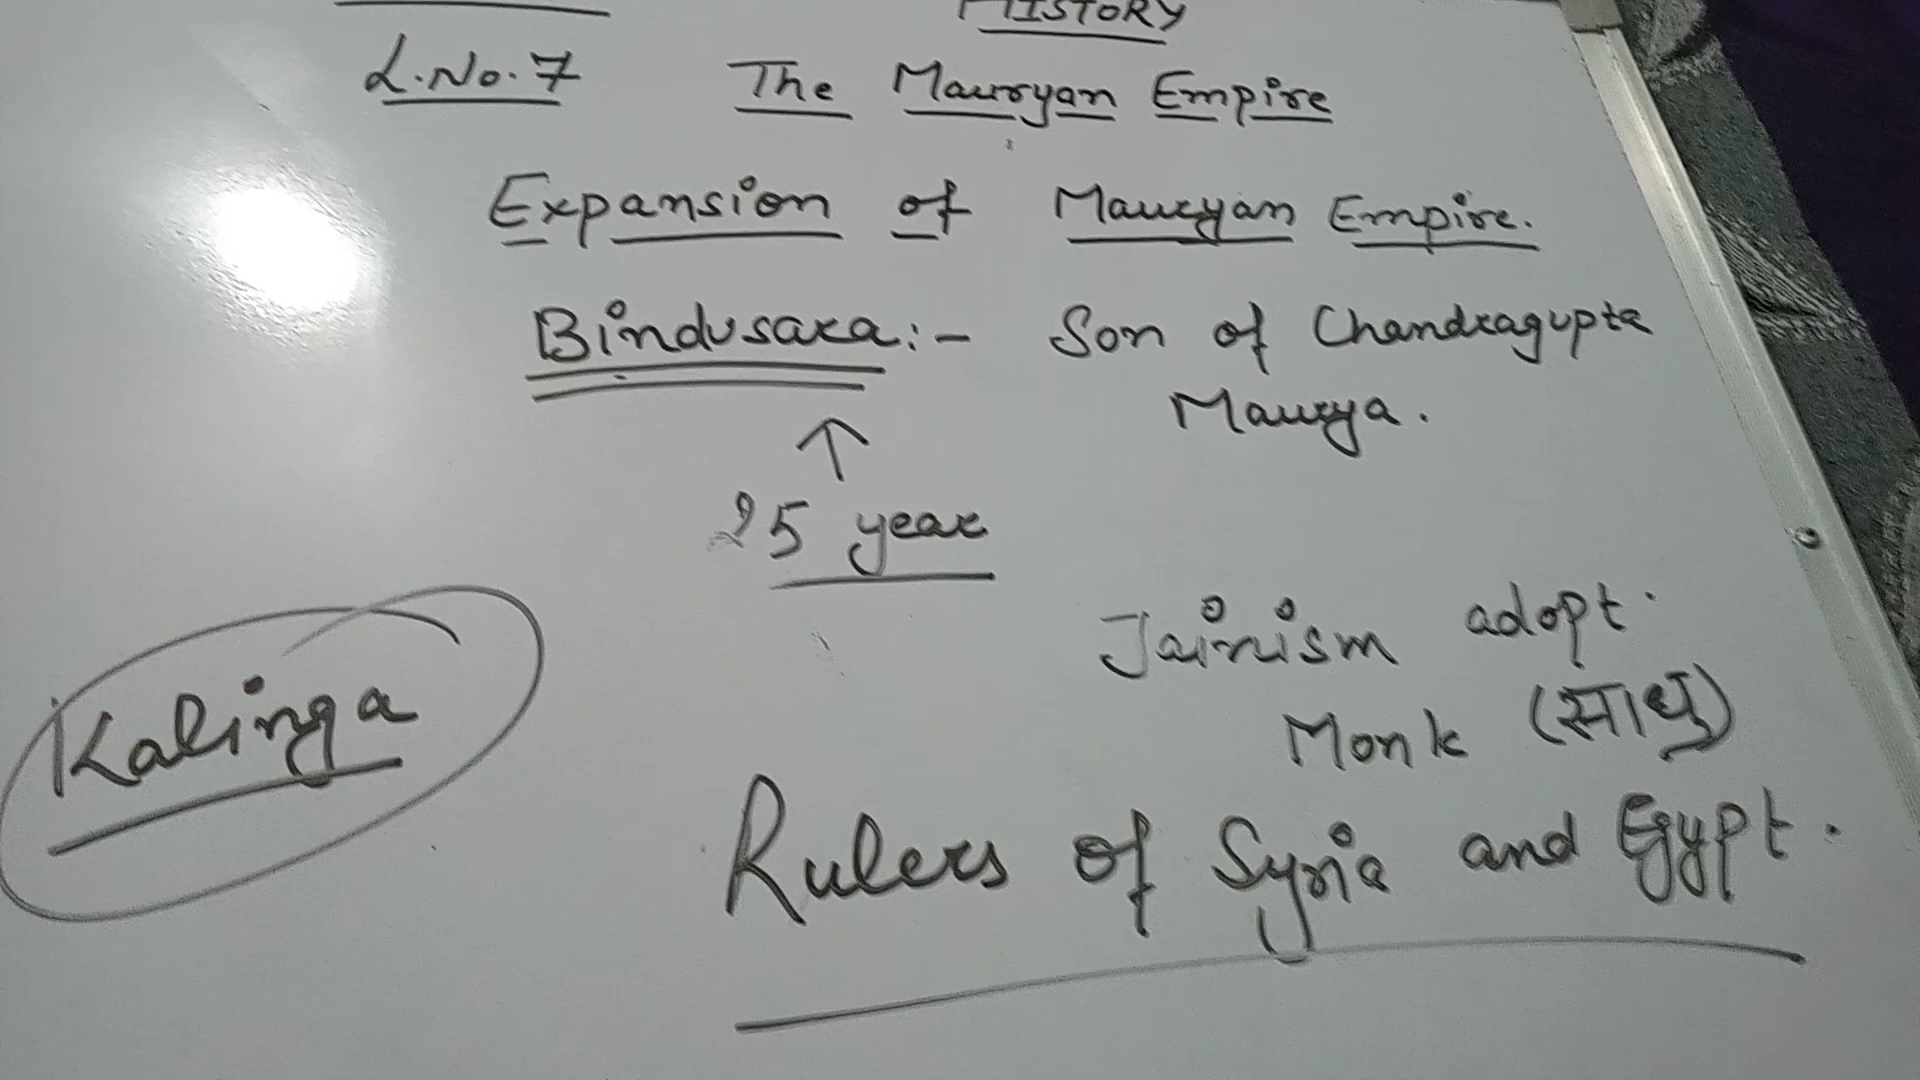 HISTORY
L.No.7 The Mauryan Empire
Expansion of Mauryan Empire.
Bindusara:- Son of Chandragupta
Maurya.
↑
25 year
Jainism adopt.
Kalinga
Monk (साधु)
Rulers of Syria and Egypt.